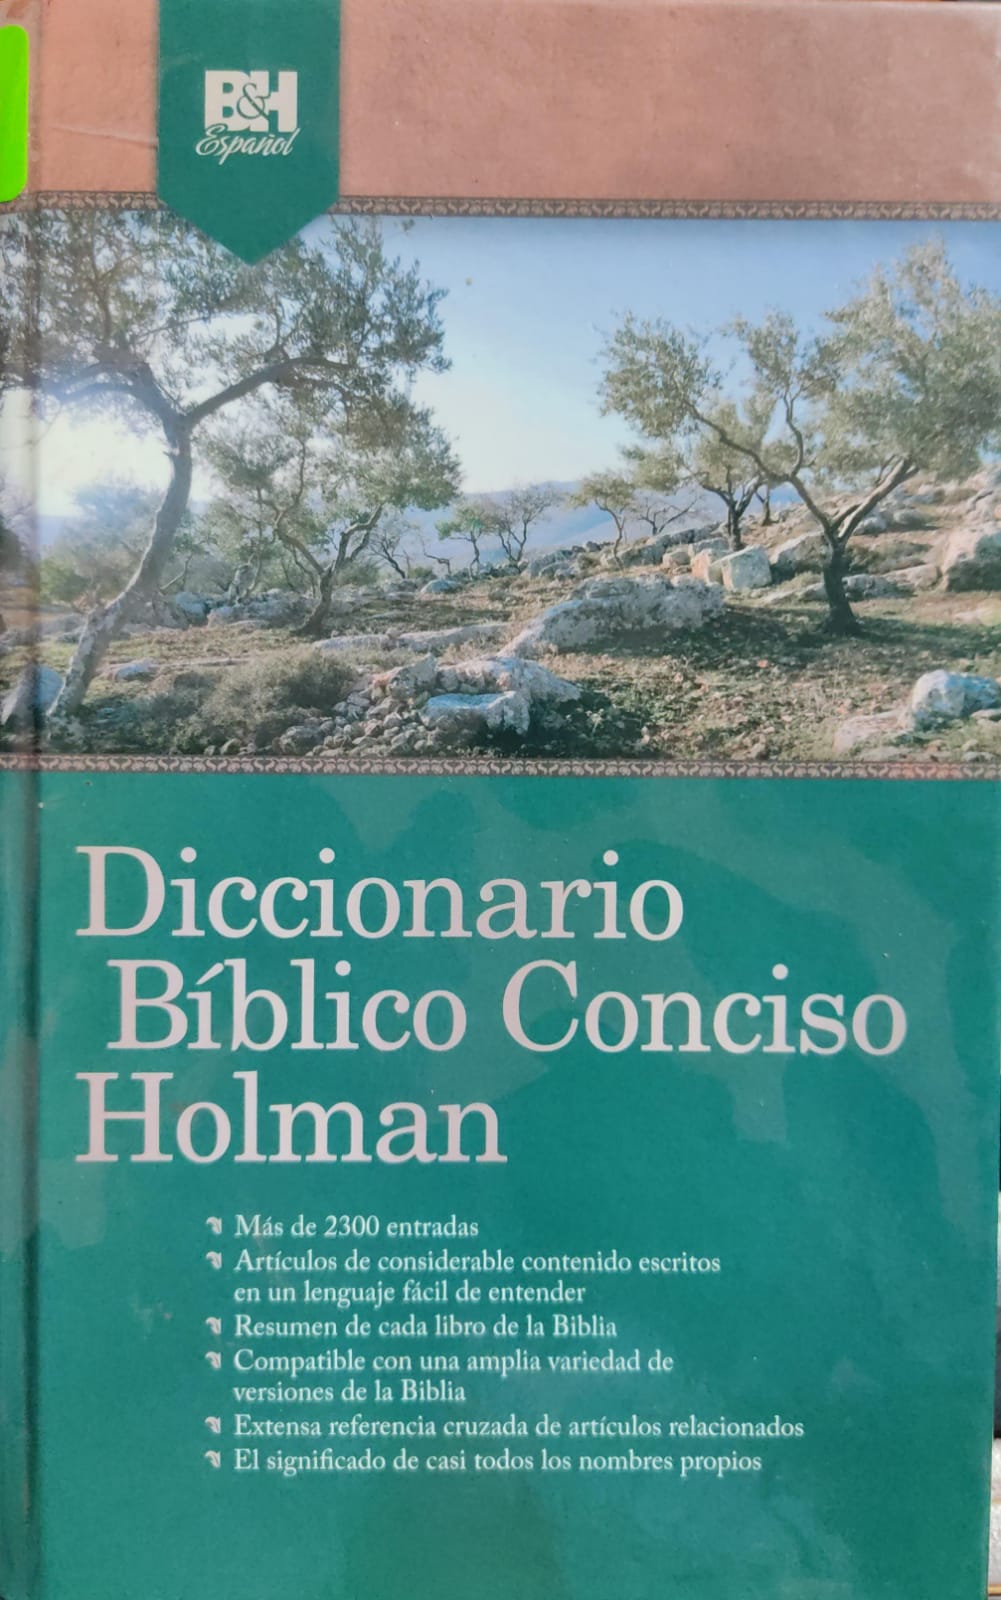 B&H
Español
Diccionario
Bíblico Conciso
Holman
Más de 2300 entradas
Artículos de considerable contenido escritos
en un lenguaje fácil de entender
Resumen de cada libro de la Biblia
Compatible con una amplia variedad de
versiones de la Biblia
Extensa referencia cruzada de artículos relacionados
El significado de casi todos los nombres propios